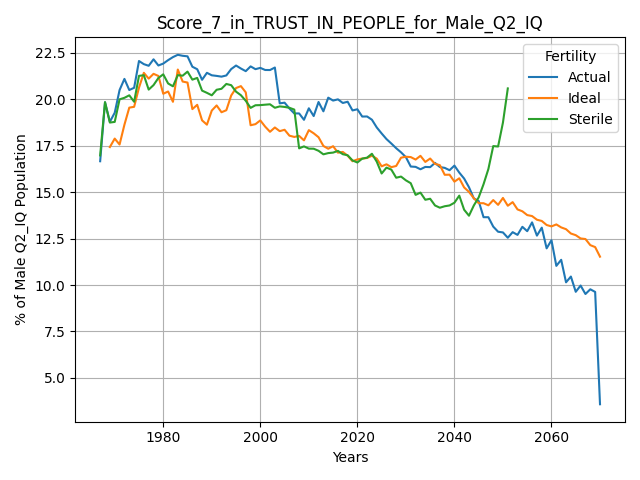 Score_7_in_TRUST_IN_PEOPLE_for_Male_Q2_IQ
Fertility
Actual
Ideal
Sterile
% of Male Q2_IQ Population
22.5
20.0
17.5
15.0
12.5
10.0
7.5
5.0
1980 2000 2020 2040 2060
Years